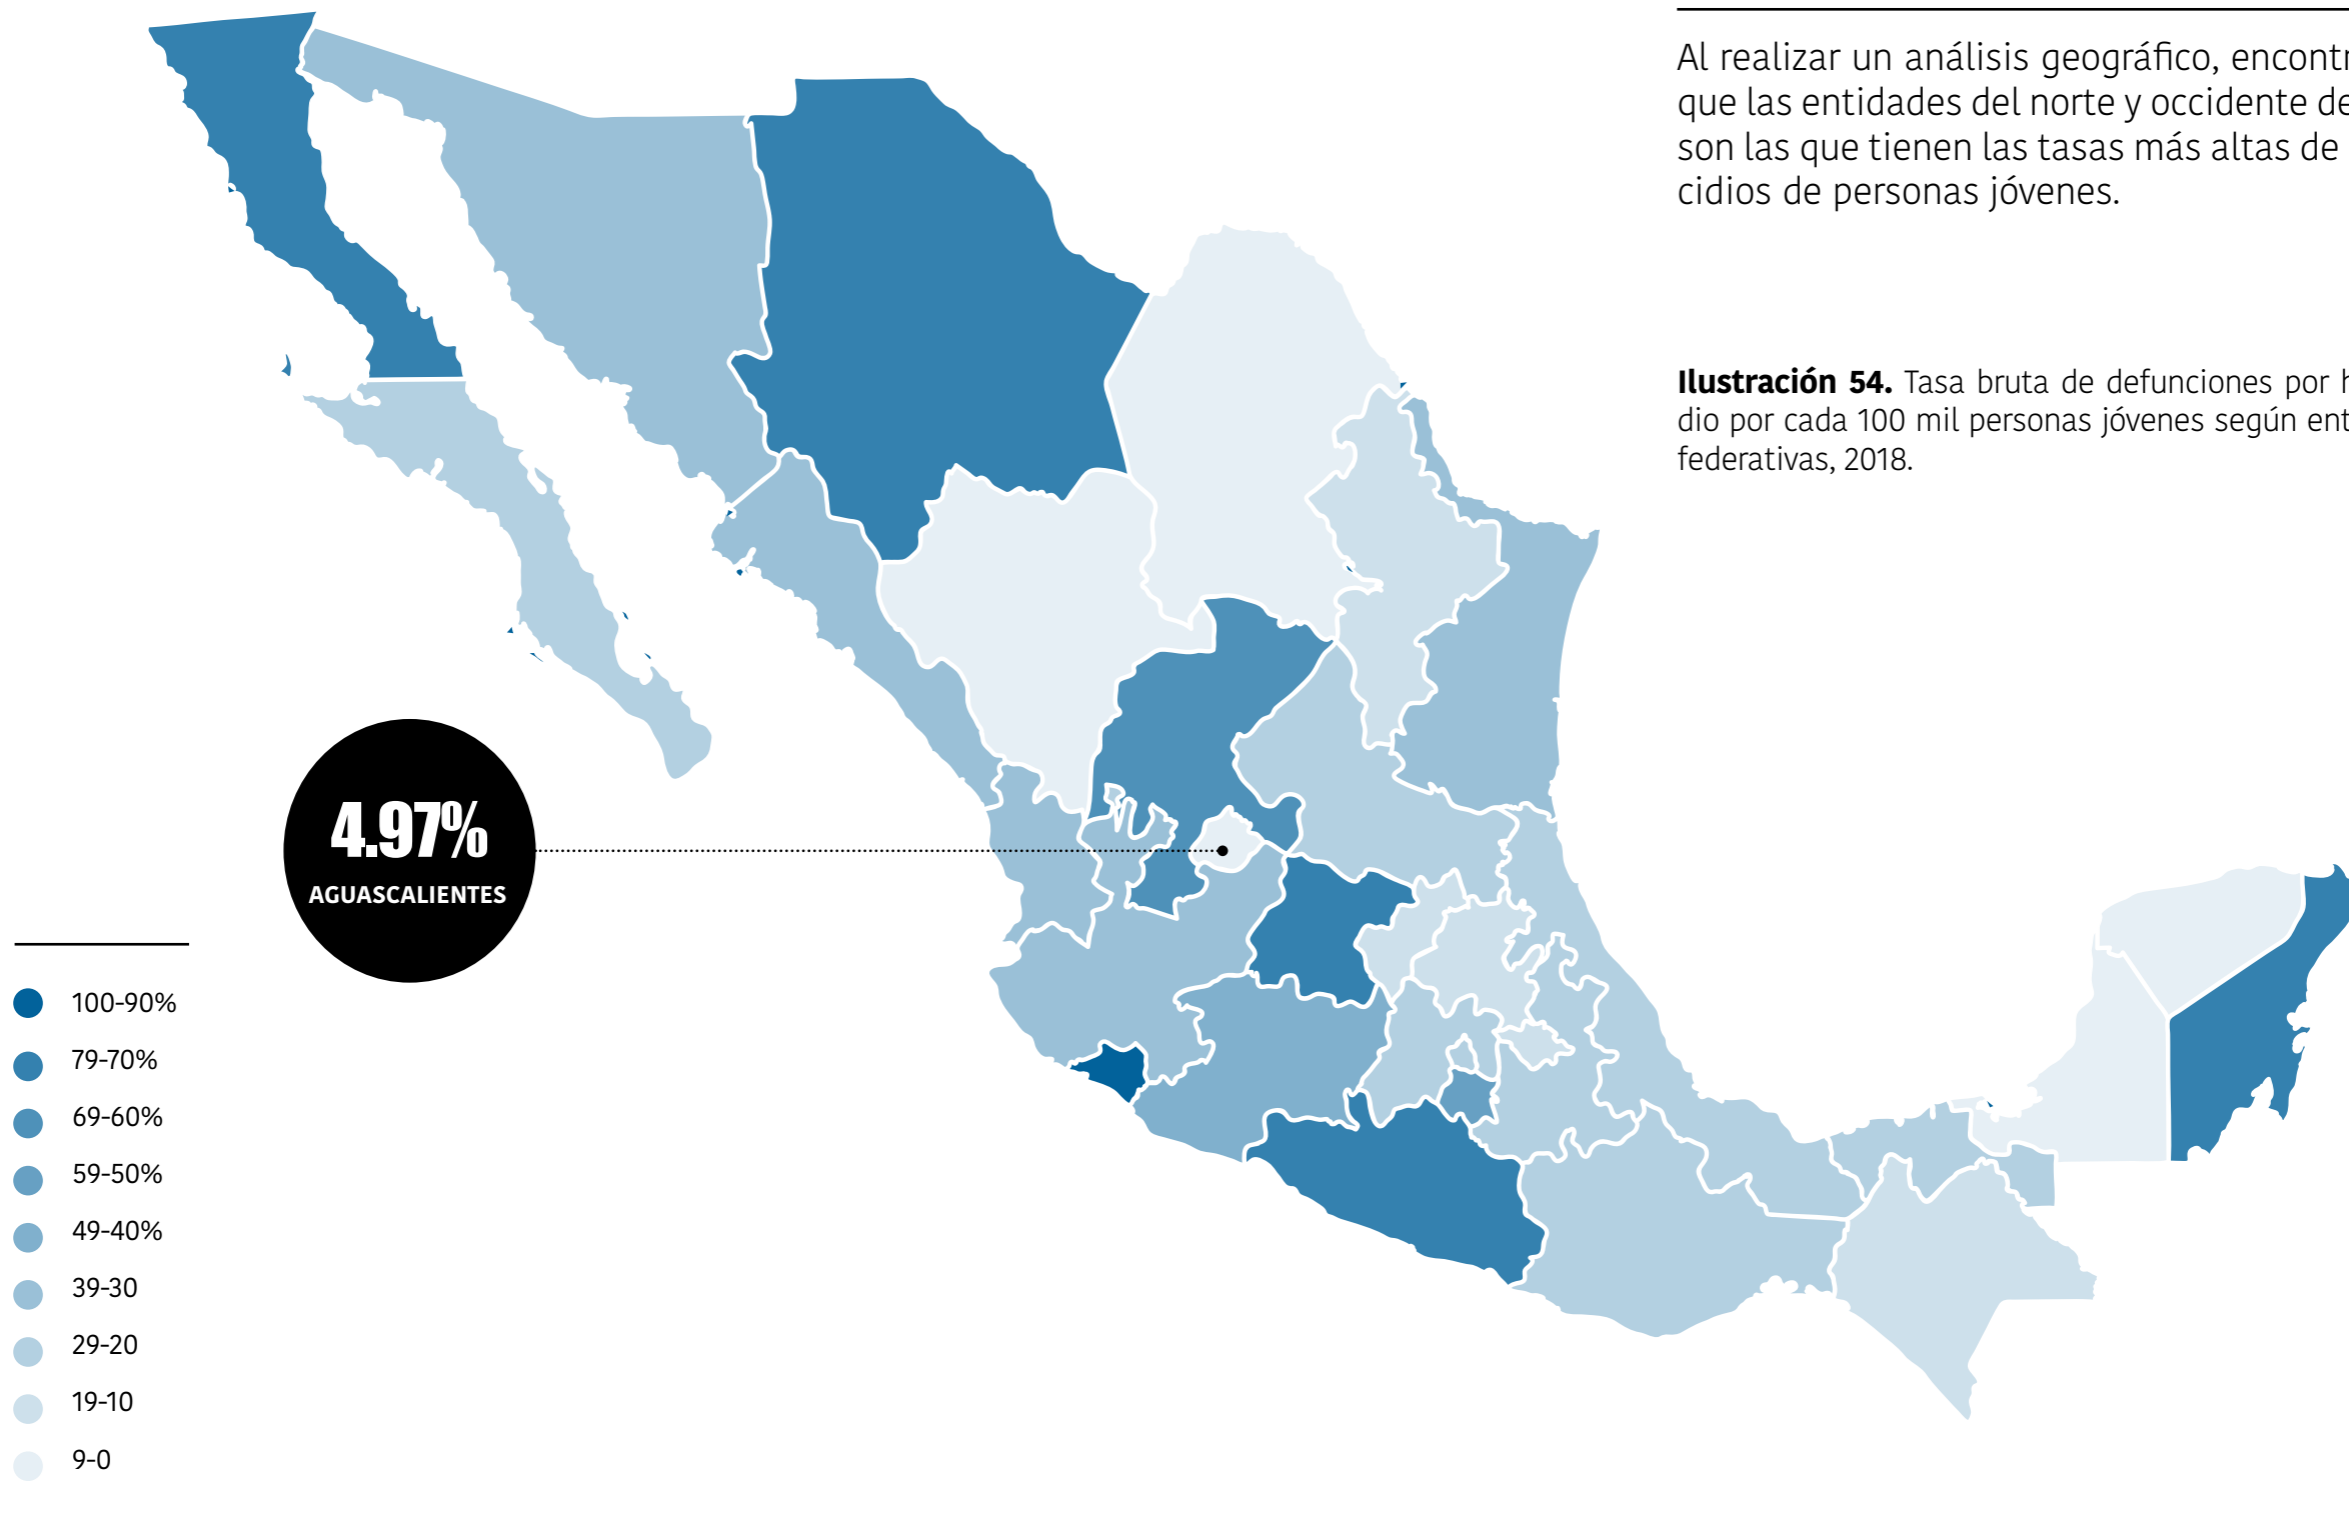 Al realizar un análisis geográfico, encontr
que las entidades del norte y occidente de
son las que tienen las tasas más altas de
cidios de personas jóvenes.
Ilustración 54. Tasa bruta de defunciones por h
dio por cada 100 mil personas jóvenes según ent
federativas, 2018.
4.97%
AGUASCALIENTES
100-90%
79-70%
69-60%
59-50%
49-40%
39-30
29-20
19-10
9-0